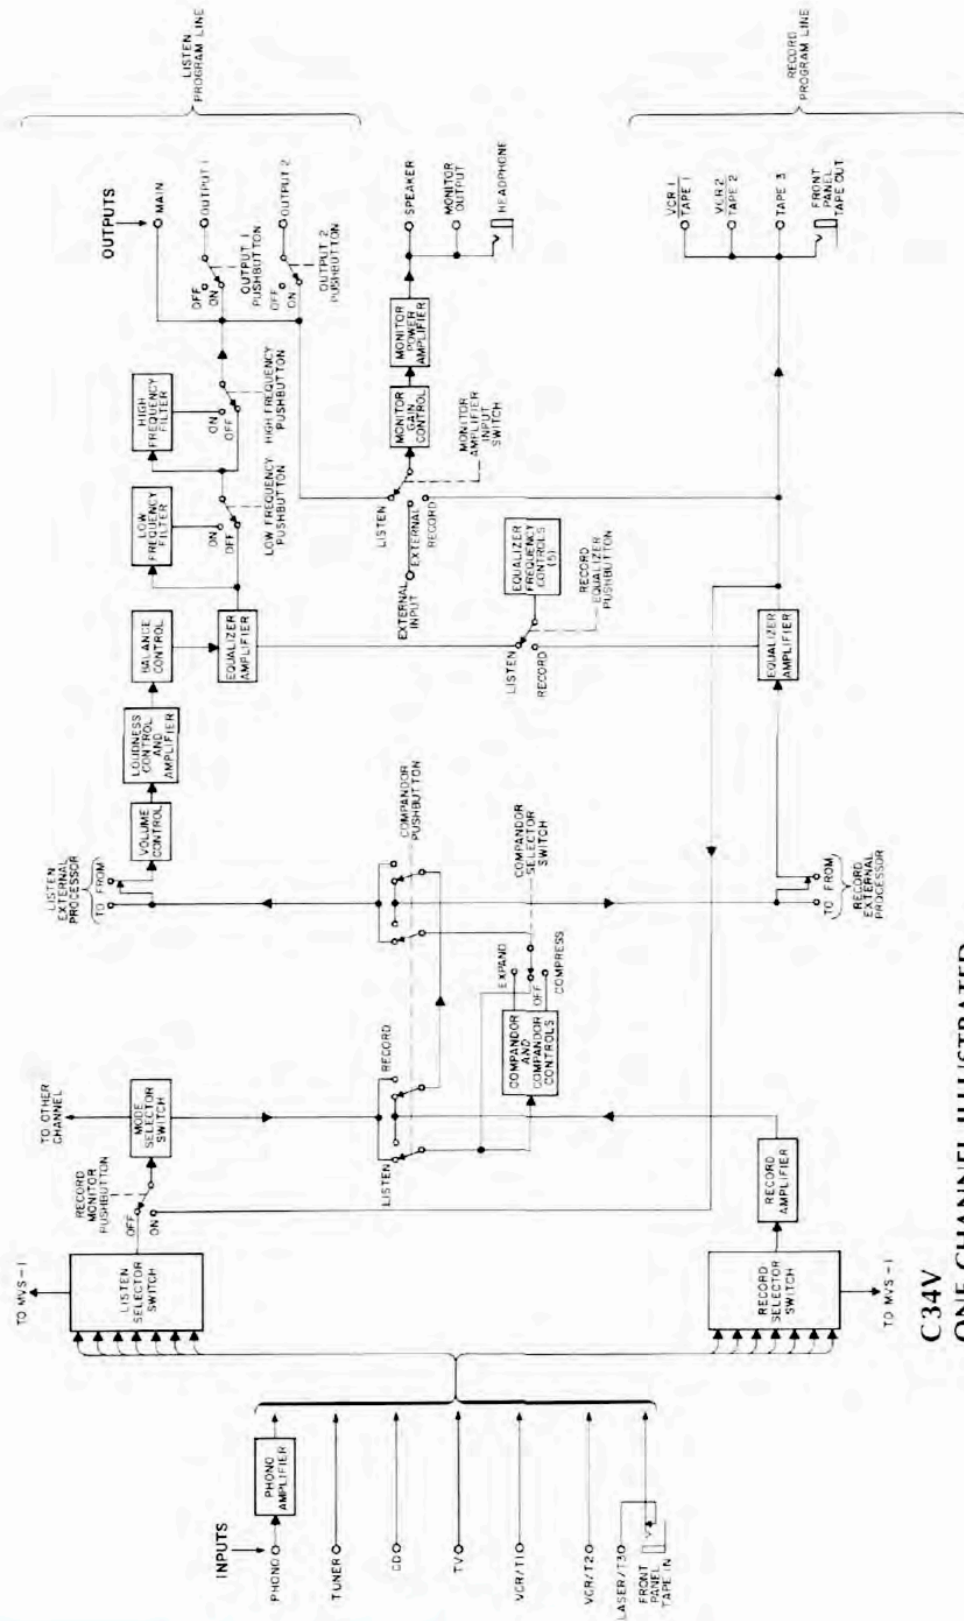 LISTEN
PROGRAM LINE
RECORD
PROGRAM LINE
OUTPUTS
MAIN
OUTPUT 1
OUTPUT 2
OFF
ON
OUTPUT 1
PUSHBUTTON
OFF
ON
OUTPUT 2
PUSHBUTTON
SPEAKER
MONITOR
OUTPUT
HEADPHONE
VCR 1
TAPE 1
VCR 2
TAPE 2
TAPE 3
FRONT
PANEL
TAPE OUT
HIGH
FREQUENCY
FILTER
ON
OFF
HIGH FREQUENCY
PUSHBUTTON
LOW
FREQUENCY
FILTER
ON
OFF
LOW FREQUENCY
PUSHBUTTON
MONITOR
POWER
AMPLIFIER
MONITOR
GAIN
CONTROL
MONITOR
AMPLIFIER
INPUT
SWITCH
LISTEN
EXTERNAL
RECORD
EXTERNAL
INPUT
EQUALIZER
FREQUENCY
CONTROLS
(5)
RECORD
EQUALIZER
PUSHBUTTON
LISTEN
RECORD
BALANCE
CONTROL
EQUALIZER
AMPLIFIER
EQUALIZER
AMPLIFIER
LOUDNESS
CONTROL
AND
AMPLIFIER
VOLUME
CONTROL
LISTEN
EXTERNAL
PROCESSOR
TO FROM
COMPANDOR
PUSHBUTTON
COMPANDOR
SELECTOR
SWITCH
TO FROM
RECORD
EXTERNAL
PROCESSOR
EXPAND
OFF
COMPRESS
COMPANDOR
AND
COMPANDOR
CONTROLS
TO OTHER
CHANNEL
MODE
SELECTOR
SWITCH
RECORD
LISTEN
RECORD
MONITOR
PUSHBUTTON
OFF
ON
RECORD
AMPLIFIER
TO MVS-1
LISTEN
SELECTOR
SWITCH
RECORD
SELECTOR
SWITCH
TO MVS-1
INPUTS
PHONO
PHONO
AMPLIFIER
TUNER
CD
TV
VCR/T1
VCR/T2
LASER/T3
FRONT
PANEL
TAPE IN
C34V
ONE CHANNEL ILLUSTRATED